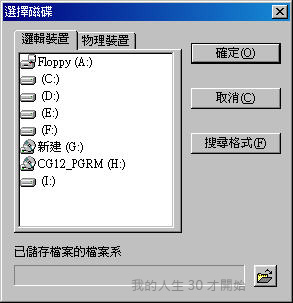 選擇磁碟
邏輯裝置
物理裝置
Floppy (A:)
(C:)
(D:)
(E:)
(F:)
新建 (G:)
CG12_PGRM (H:)
(I:)
確定(O)
取消(C)
搜尋格式(F)
已儲存檔案的檔案系
我的人生 30 才開始